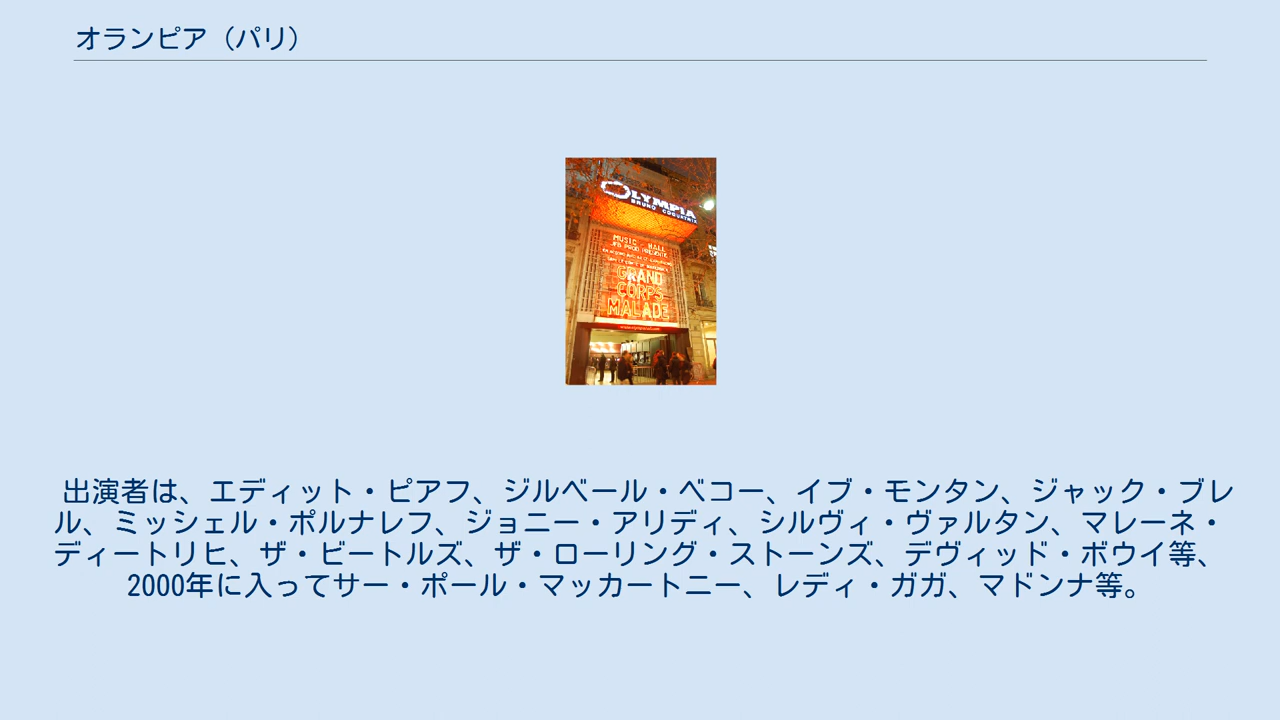 オランピア（パリ）
OLYMPIA
BRUNO COQUATRIX
MUSIC HALL
GRAND
CORPS
MALADE
出演者は、エディット・ピアフ、ジルベール・ベコー、イブ・モンタン、ジャック・ブレ
ル、ミッシェル・ポルナレフ、ジョニー・アリディ、シルヴィ・ヴァルタン、マレーネ・
ディートリヒ、ザ・ビートルズ、ザ・ローリング・ストーンズ、デヴィッド・ボウイ等、
2000年に入ってサー・ポール・マッカートニー、レディ・ガガ、マドンナ等。